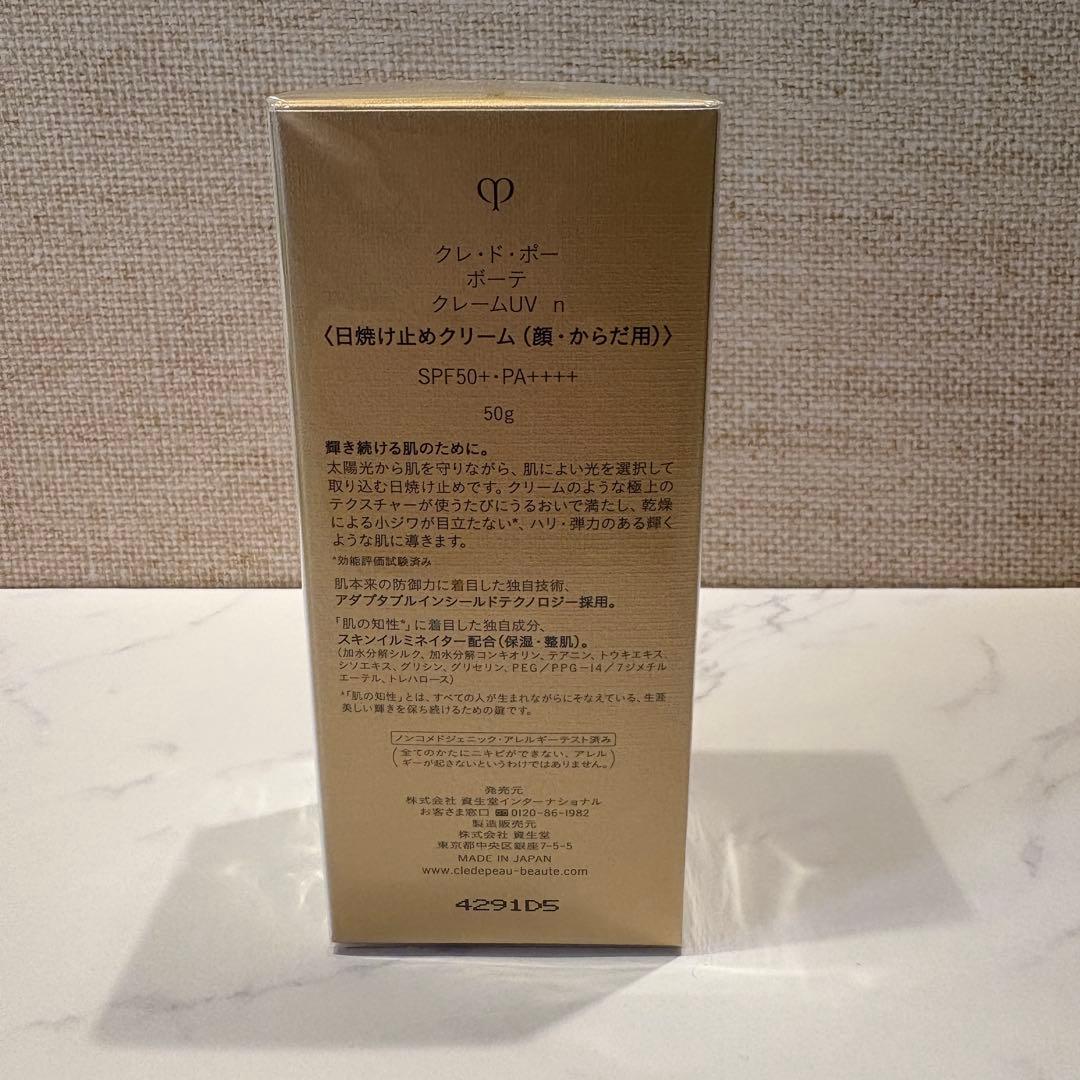 クレ・ド・ポー
ボーテ
クレームUV n
〈日焼け止めクリーム(顔・からだ用)〉
SPF50+・PA++++
50g
輝き続ける肌のために。
太陽光から肌を守りながら、肌によい光を選択して
取り込む日焼け止めです。クリームのような極上の
テクスチャーが使うたびにうるおいで満たし、乾燥
による小ジワが目立たない*、ハリ・弾力のある輝く
ような肌に導きます。
*効能評価試験済み
肌本来の防御力に着目した独自技術、
アダプタブルインシールドテクノロジー採用。
「肌の知性*」に着目した独自成分、
スキンイルミネイター配合(保湿・整肌)。
(加水分解シルク、加水分解コンキオリン、テアニン、トウキエキス、
シソエキス、グリシン、グリセリン、PEG/PPG-14/7ジメチル
エーテル、トレハロース)
*「肌の知性」とは、すべての人が生まれながらにそなえている、生涯
美しい輝きを保ち続けるための鍵です。
ノンコメドジェニック・アレルギーテスト済み
(全てのかたにニキビができない、アレル
ギーが起きないというわけではありません。)
発売元
株式会社 資生堂インターナショナル
お客さま窓口 0120-86-1982
製造販売元
株式会社 資生堂
東京都中央区銀座7-5-5
MADE IN JAPAN
www.cledepeau-beaute.com
4291D5